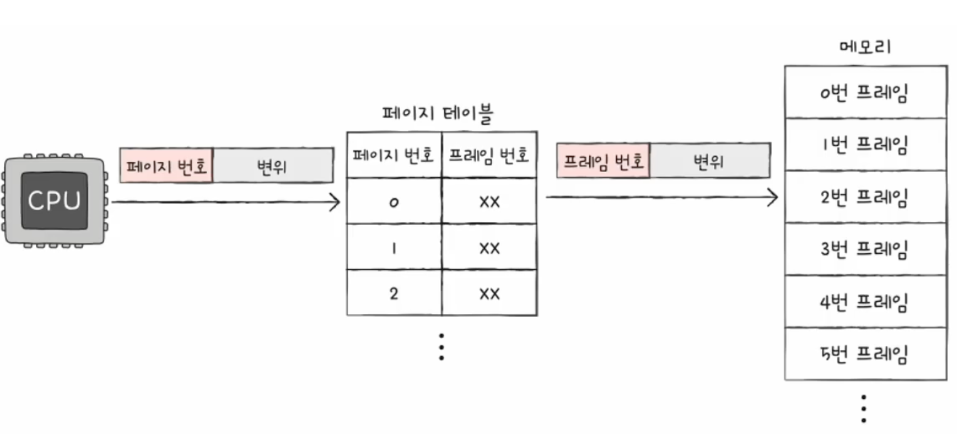 메모리
0번 프레임
1번 프레임
2번 프레임
3번 프레임
4번 프레임
5번 프레임
페이지 테이블
페이지 번호 프레임 번호
0 XX
1 XX
2 XX
CPU
페이지 번호 변위
프레임 번호 변위